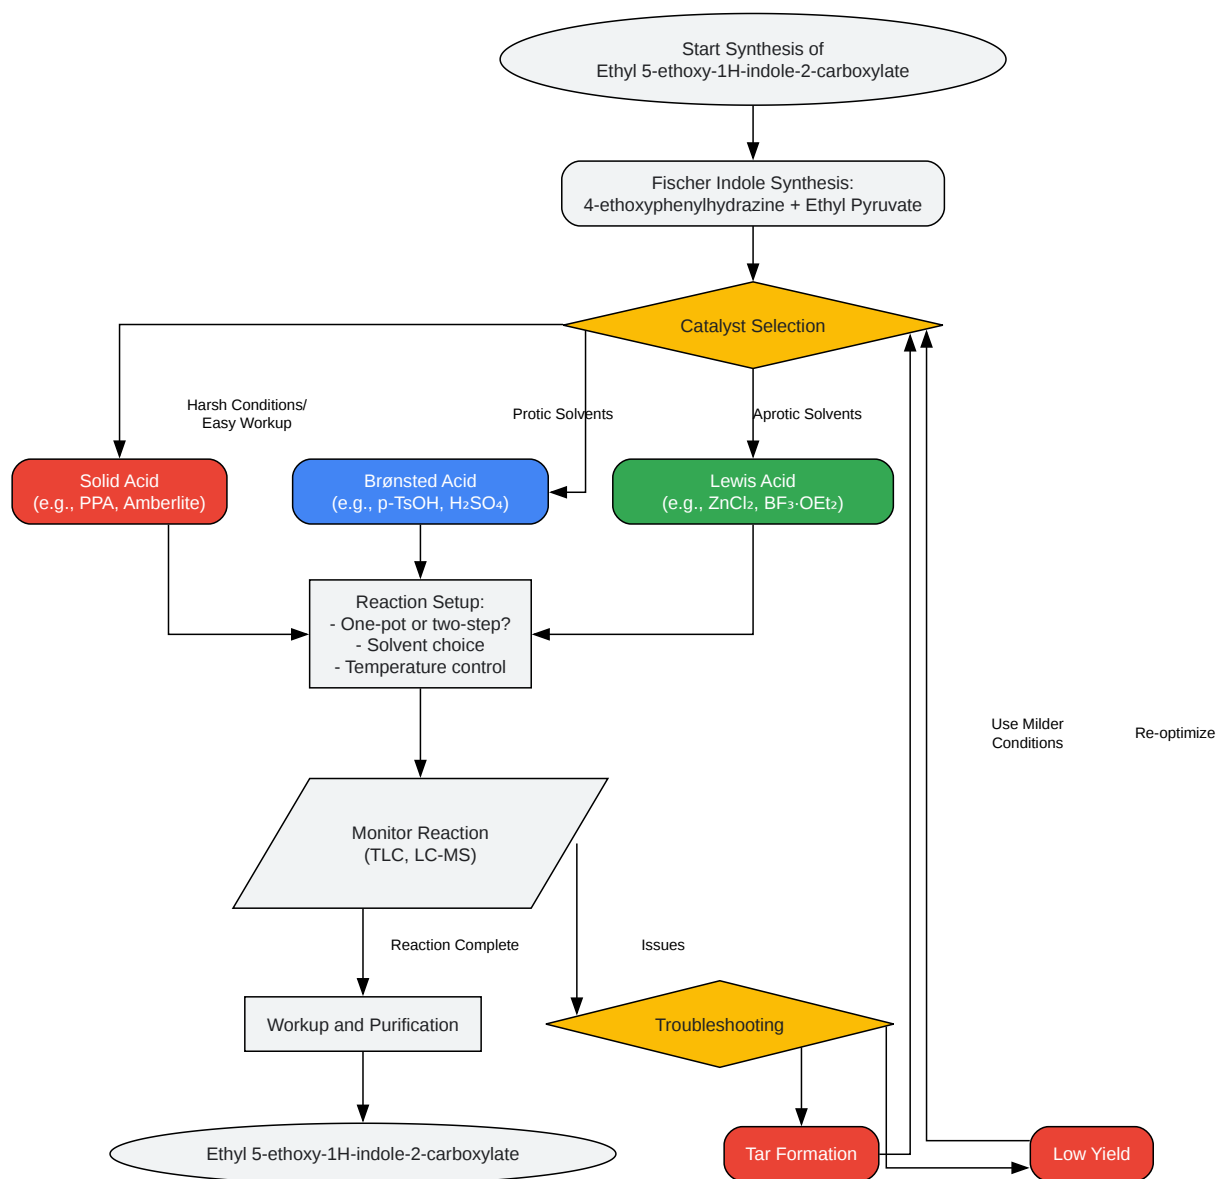 Start Synthesis of
Ethyl 5-ethoxy-1H-indole-2-carboxylate
Fischer Indole Synthesis:
4-ethoxyphenylhydrazine + Ethyl Pyruvate
Catalyst Selection
Harsh Conditions/
Easy Workup
Protic Solvents
Aprotic Solvents
Solid Acid
(e.g., PPA, Amberlite)
Brønsted Acid
(e.g., p-TsOH, H₂SO₄)
Lewis Acid
(e.g., ZnCl₂, BF₃·OEt₂)
Reaction Setup:
- One-pot or two-step?
- Solvent choice
- Temperature control
Use Milder
Conditions
Re-optimize
Monitor Reaction
(TLC, LC-MS)
Reaction Complete
Issues
Workup and Purification
Troubleshooting
Ethyl 5-ethoxy-1H-indole-2-carboxylate
Tar Formation
Low Yield